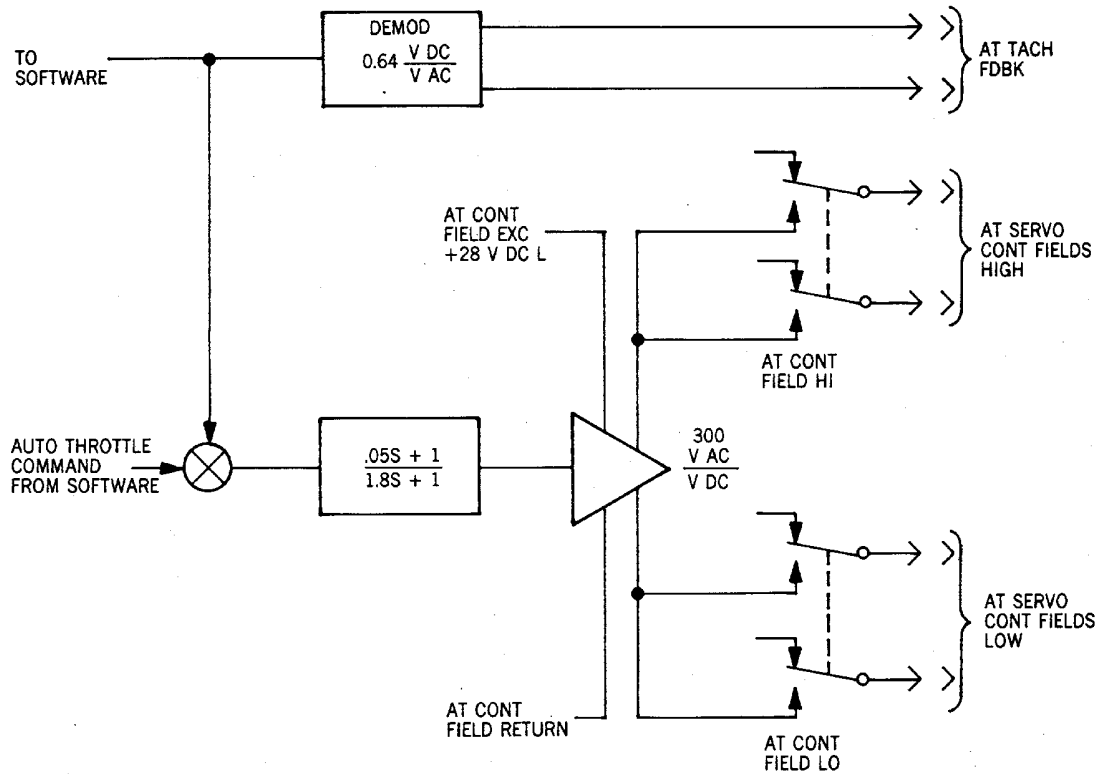 TO
SOFTWARE
DEMOD
0.64 V DC
V AC
AT TACH
FDBK
AT CONT
FIELD EXC
+28 V DC L
AT SERVO
CONT FIELDS
HIGH
AT CONT
FIELD HI
AUTO THROTTLE
COMMAND
FROM SOFTWARE
.05S + 1
1.8S + 1
300
V AC
V DC
AT SERVO
CONT FIELDS
LOW
AT CONT
FIELD RETURN
AT CONT
FIELD LO